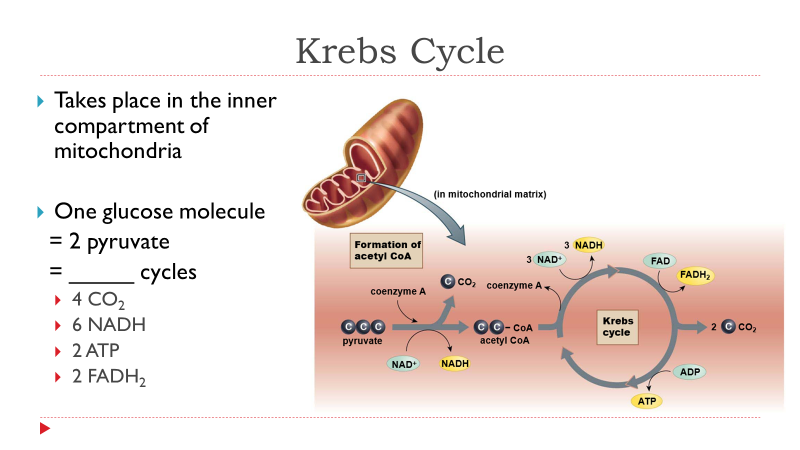 Krebs Cycle
Takes place in the inner
compartment of
mitochondria
One glucose molecule
= 2 pyruvate
= _____ cycles
4 CO₂
6 NADH
2 ATP
2 FADH₂
(in mitochondrial matrix)
Formation of
acetyl CoA
coenzyme A
C CO₂
C C C
pyruvate
NAD⁺
NADH
C C – CoA
acetyl CoA
coenzyme A
3 NAD⁺
3 NADH
FAD
FADH₂
Krebs
cycle
2 C CO₂
ADP
ATP